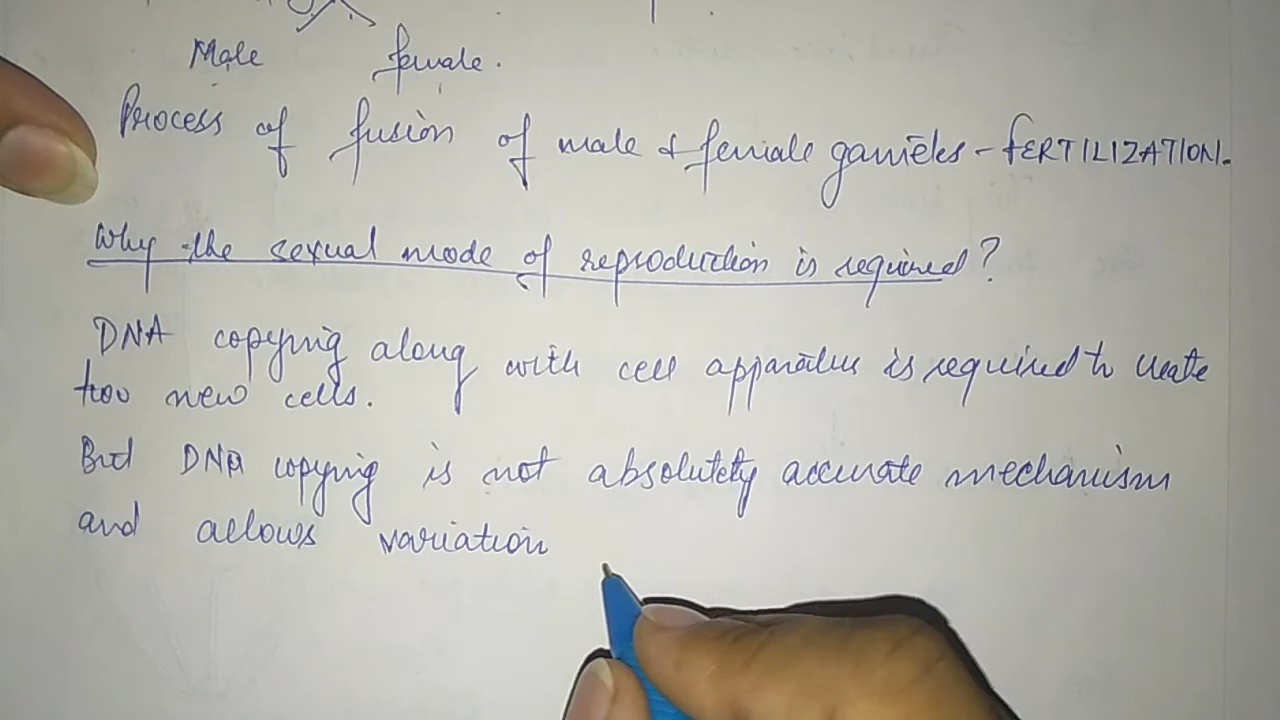 Male female.
Process of fusion of male & female gametes - FERTILIZATION.
Why the sexual mode of reproduction is required?
DNA copying along with cell apparatus is required to create
two new cells.
But DNA copying is not absolutely accurate mechanism
and allows variation